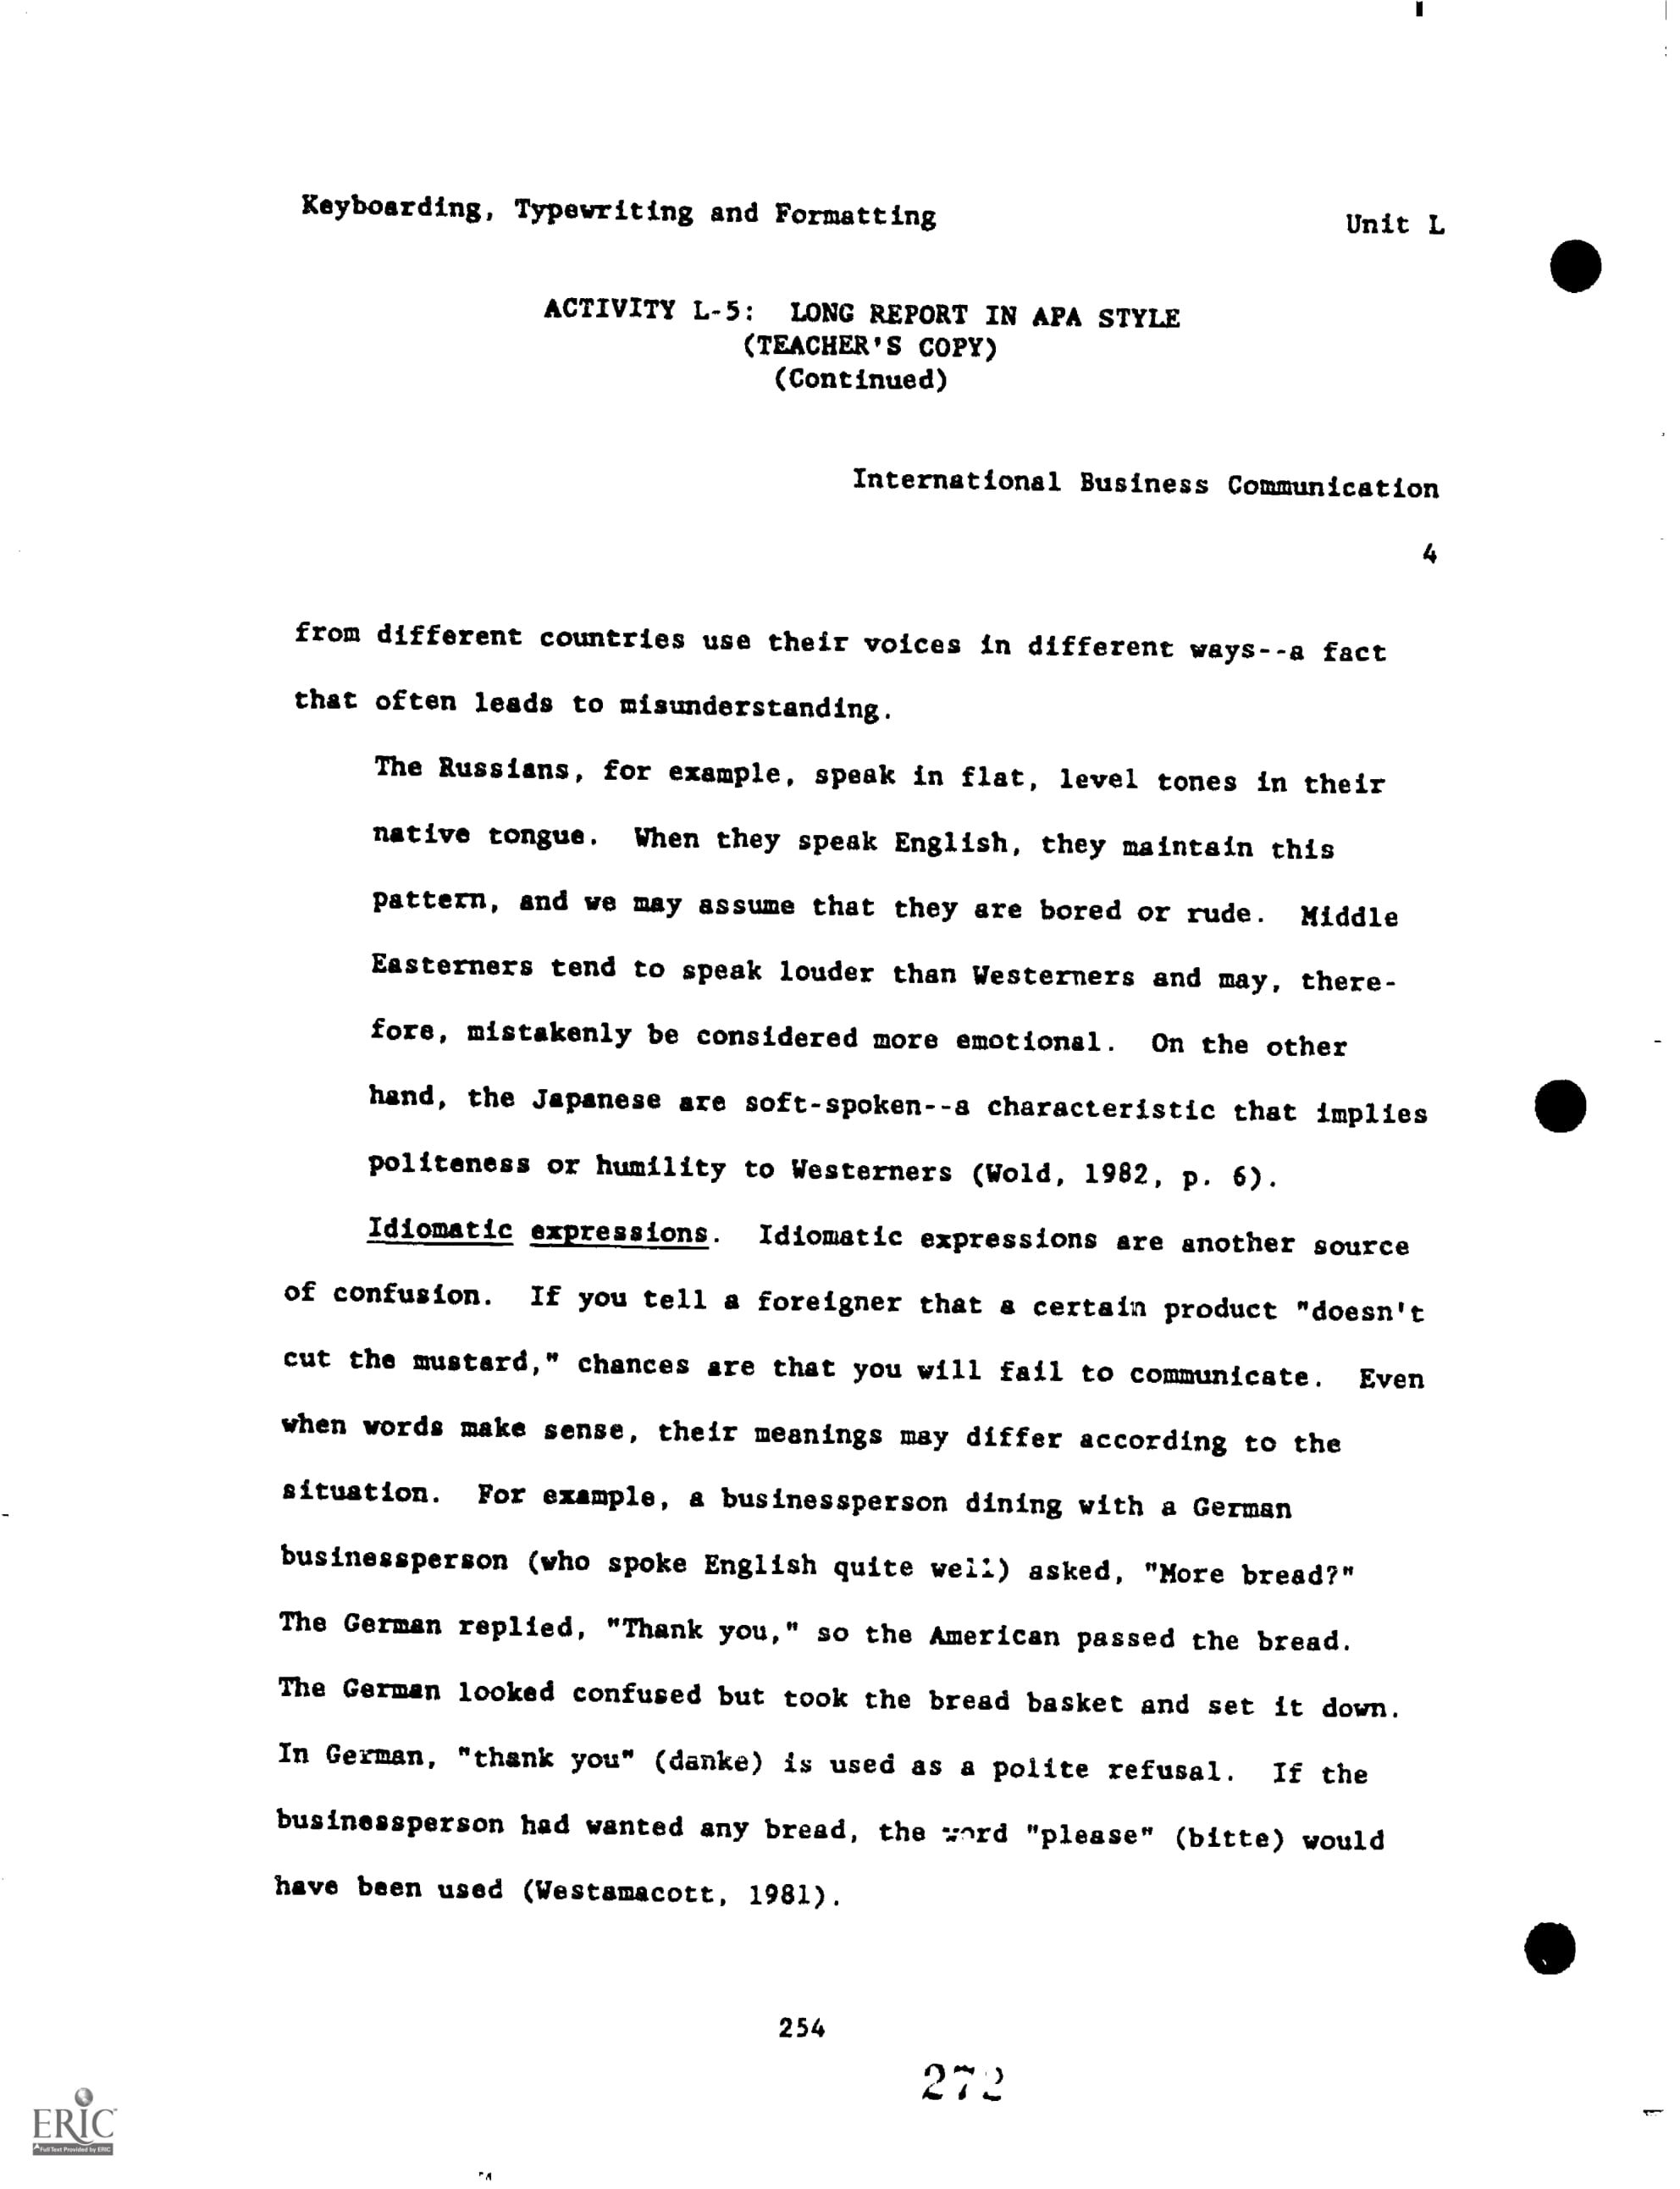 Keyboarding, Typewriting and Formatting
Unit L
ACTIVITY L-5: LONG REPORT IN APA STYLE
(TEACHER'S COPY)
(Continued)
International Business Communication
4
from different countries use their voices in different ways--a fact
that often leads to misunderstanding.
The Russians, for example, speak in flat, level tones in their
native tongue. When they speak English, they maintain this
pattern, and we may assume that they are bored or rude. Middle
Easterners tend to speak louder than Westerners and may, there-
fore, mistakenly be considered more emotional. On the other
hand, the Japanese are soft-spoken--a characteristic that implies
politeness or humility to Westerners (Wold, 1982, p. 6).
Idiomatic expressions. Idiomatic expressions are another source
of confusion. If you tell a foreigner that a certain product "doesn't
cut the mustard," chances are that you will fail to communicate. Even
when words make sense, their meanings may differ according to the
situation. For example, a businessperson dining with a German
businessperson (who spoke English quite well) asked, "More bread?"
The German replied, "Thank you," so the American passed the bread.
The German looked confused but took the bread basket and set it down.
In German, "thank you" (danke) is used as a polite refusal. If the
businessperson had wanted any bread, the word "please" (bitte) would
have been used (Westamacott, 1981).
254
272
ERIC
Full Text Provided by ERIC